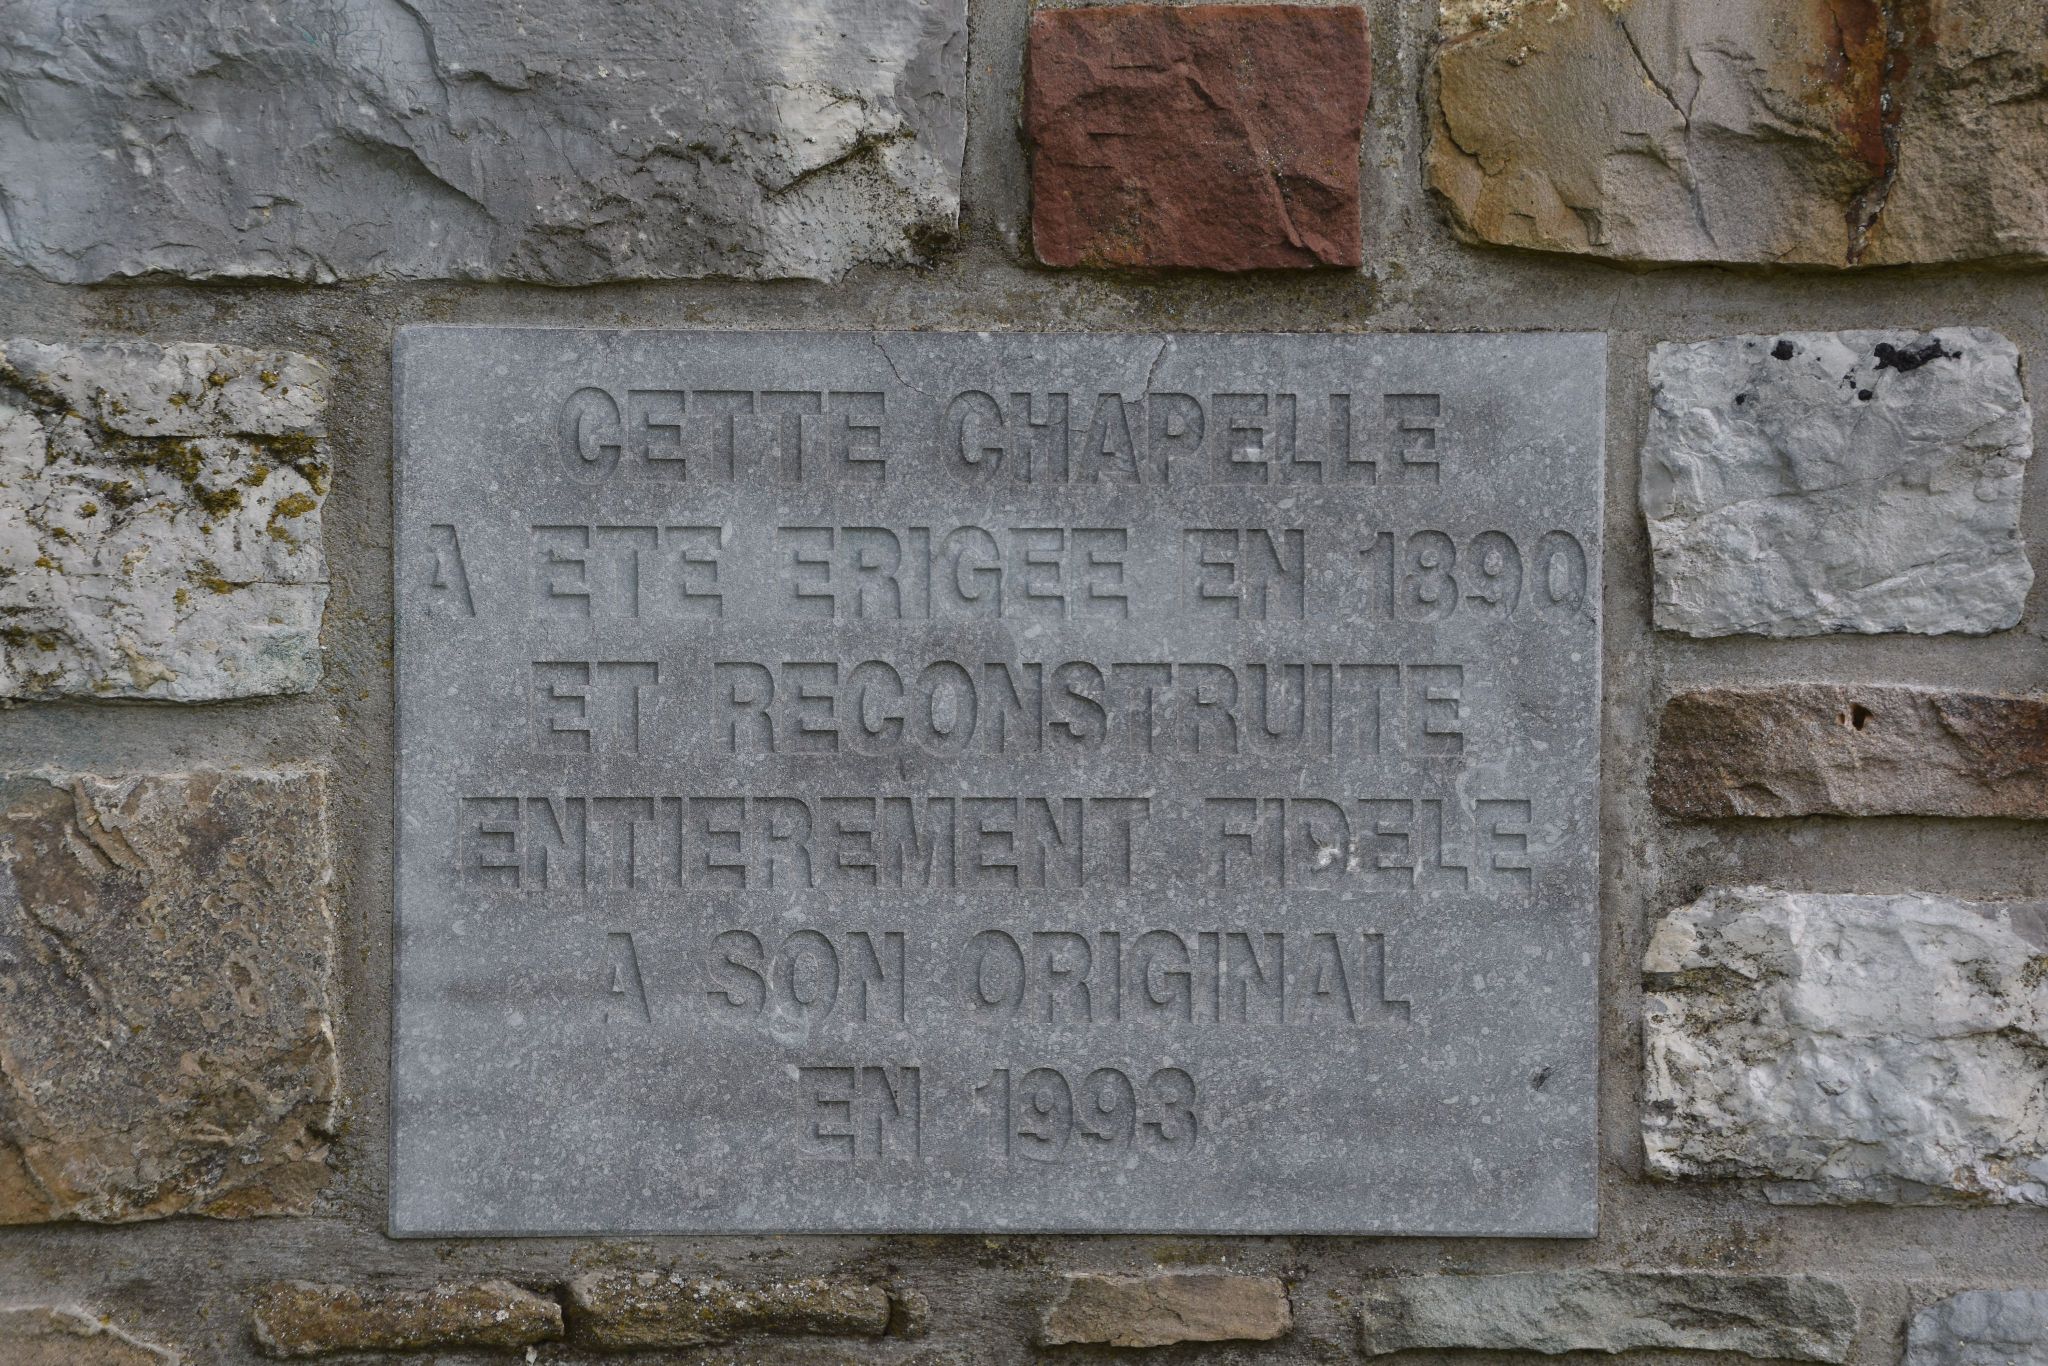 CETTE CHAPELLE
A ETE ERIGEE EN 1890
ET RECONSTRUITE
ENTIEREMENT FIDELE
A SON ORIGINAL
EN 1993